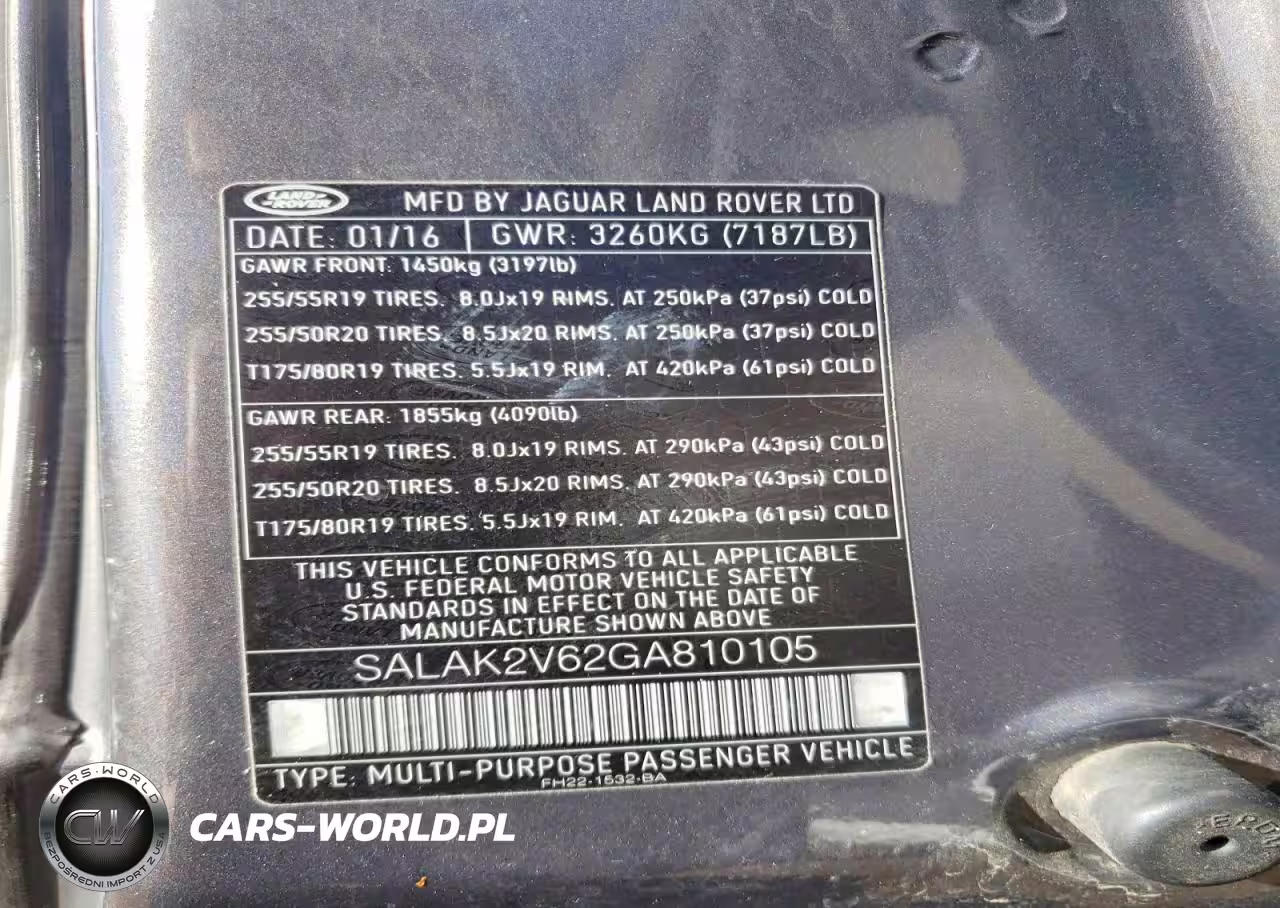 LAND-
-ROVER
MFD BY JAGUAR LAND ROVER LTD
DATE: 01/16 GWR: 3260KG (7187LB)
GAWR FRONT: 1450kg (3197lb)
255/55R19 TIRES. 8.0Jx19 RIMS. AT 250kPa (37psi) COLD
255/50R20 TIRES. 8.5Jx20 RIMS. AT 250kPa (37psi) COLD
T175/80R19 TIRES. 5.5Jx19 RIM. AT 420kPa (61psi) COLD
GAWR REAR: 1855kg (4090lb)
255/55R19 TIRES. 8.0Jx19 RIMS. AT 290kPa (43psi) COLD
255/50R20 TIRES. 8.5Jx20 RIMS. AT 290kPa (43psi) COLD
T175/80R19 TIRES. 5.5Jx19 RIM. AT 420kPa (61psi) COLD
THIS VEHICLE CONFORMS TO ALL APPLICABLE
U.S. FEDERAL MOTOR VEHICLE SAFETY
STANDARDS IN EFFECT ON THE DATE OF
MANUFACTURE SHOWN ABOVE
SALAK2V62GA810105
TYPE: MULTI-PURPOSE PASSENGER VEHICLE
FH22-1532-BA
CARS-WORLD
CW
BEZPOŚREDNI IMPORT Z USA
CARS-WORLD.PL